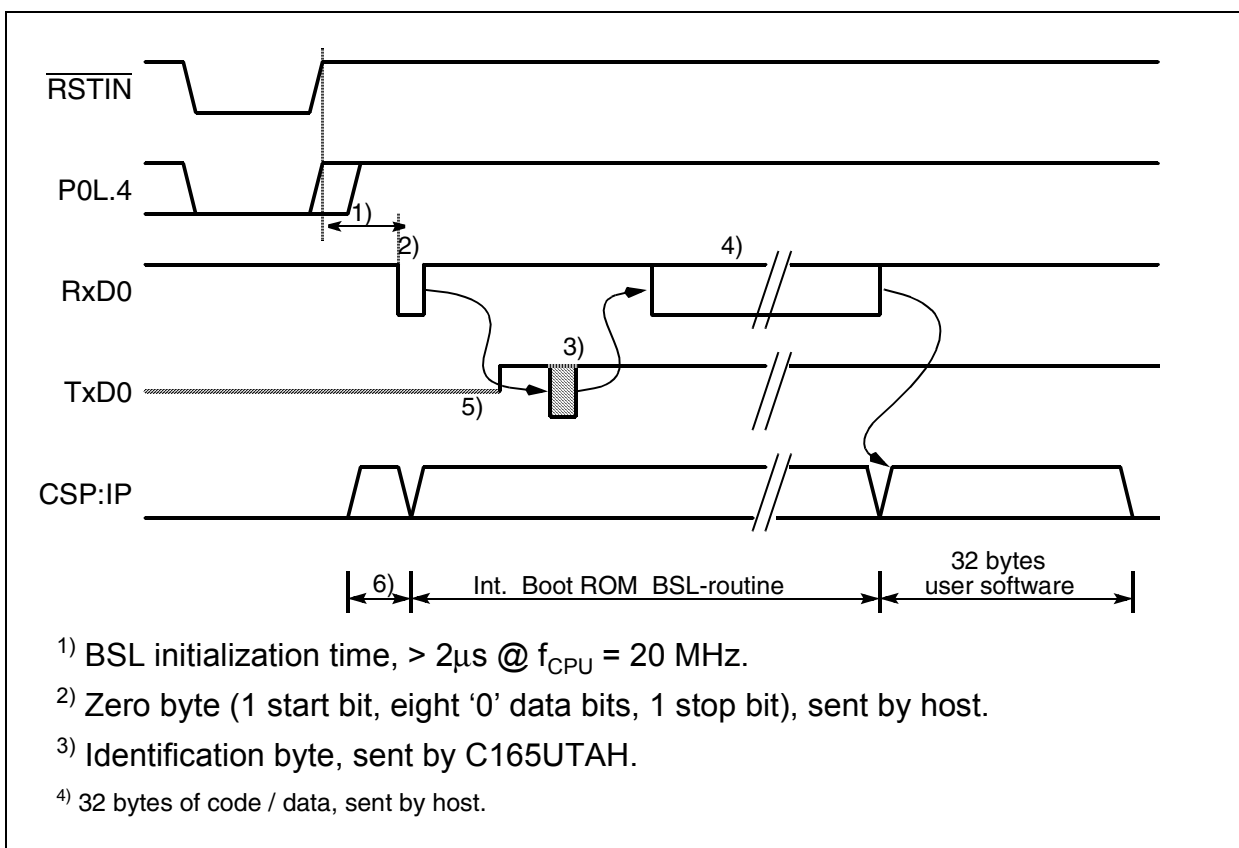 RSTIN
P0L.4
1)
2)
4)
RxD0
3)
TxD0
5)
CSP:IP
6)
Int. Boot ROM BSL-routine
32 bytes
user software
1) BSL initialization time, > 2μs @ fCPU = 20 MHz.
2) Zero byte (1 start bit, eight ‘0’ data bits, 1 stop bit), sent by host.
3) Identification byte, sent by C165UTAH.
4) 32 bytes of code / data, sent by host.